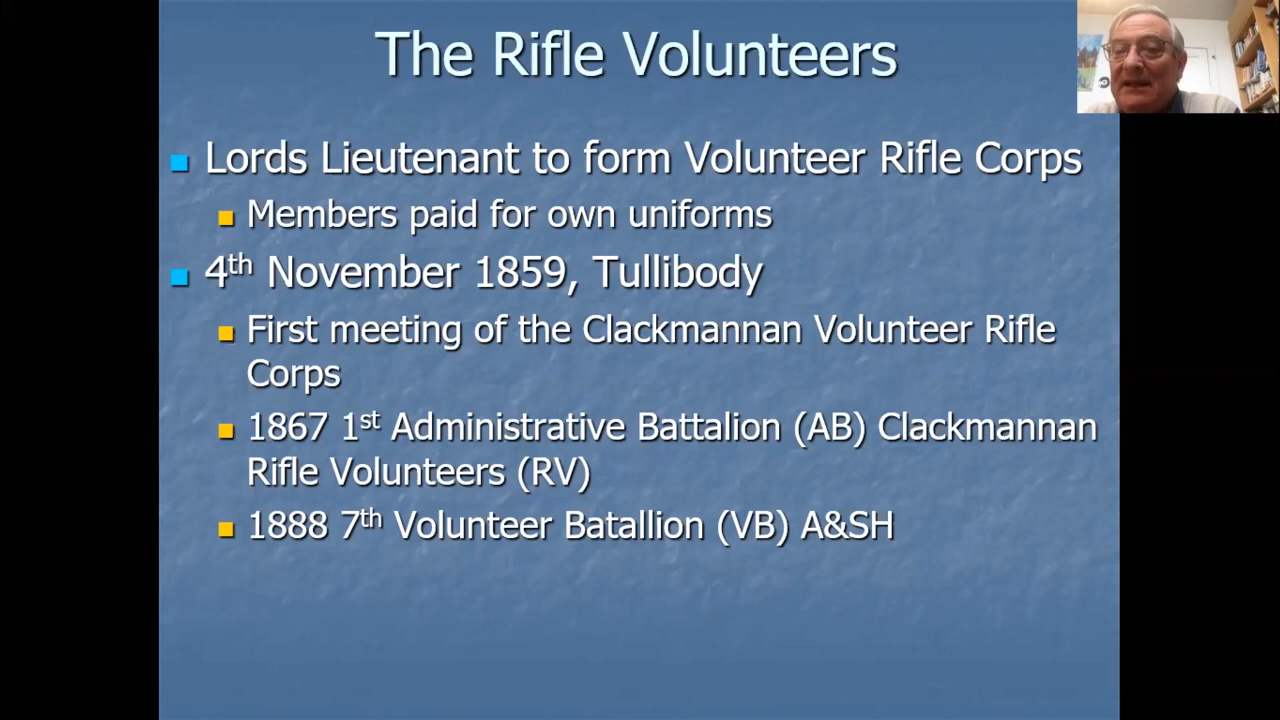 The Rifle Volunteers
Lords Lieutenant to form Volunteer Rifle Corps
Members paid for own uniforms
4th November 1859, Tullibody
First meeting of the Clackmannan Volunteer Rifle
Corps
1867 1st Administrative Battalion (AB) Clackmannan
Rifle Volunteers (RV)
1888 7th Volunteer Batallion (VB) A&SH